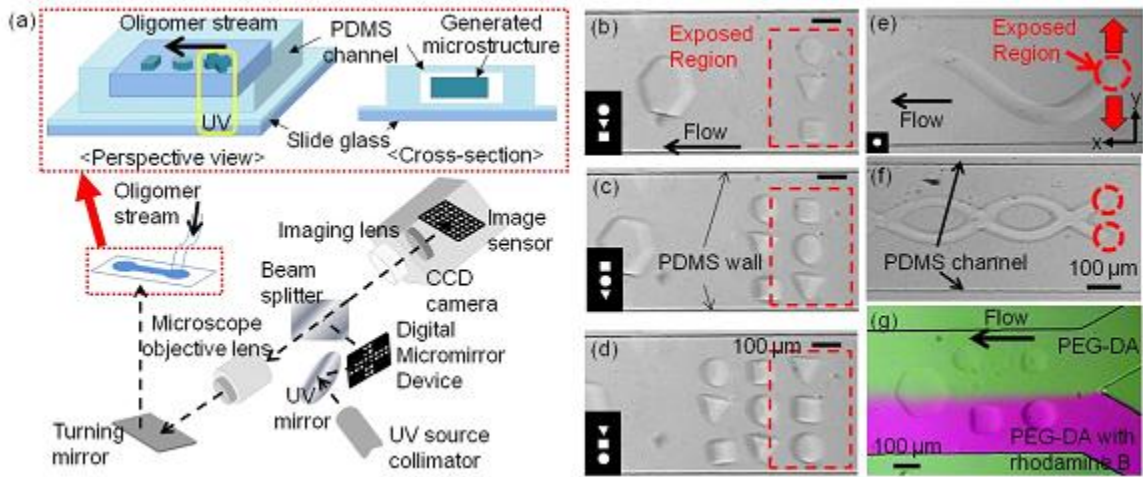 (a)
Oligomer stream
PDMS
channel
Generated
microstructure
UV
Slide glass
<Perspective view>
<Cross-section>
Oligomer
stream
Imaging lens
Image
sensor
Beam
splitter
CCD
camera
Microscope
objective lens
Digital
Micromirror
Device
UV
mirror
Turning
mirror
UV source
collimator
(b)
Exposed
Region
Flow
(c)
PDMS wall
(d)
100 µm
(e)
Exposed
Region
Flow
y
x
(f)
PDMS channel
100 µm
(g)
Flow
PEG-DA
100 µm
PEG-DA with
rhodamine B